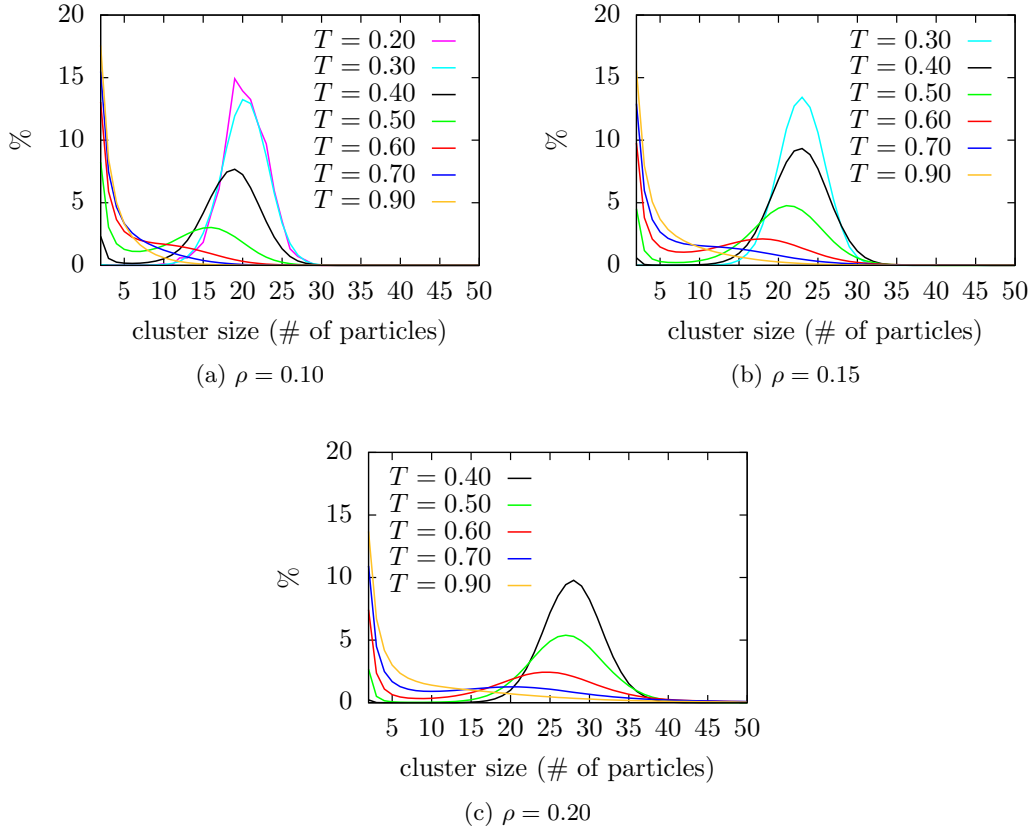 20
15
10
5
0
%
5 10 15 20 25 30 35 40 45 50
cluster size (# of particles)
T = 0.20
T = 0.30
T = 0.40
T = 0.50
T = 0.60
T = 0.70
T = 0.90
(a) ρ = 0.10
20
15
10
5
0
%
5 10 15 20 25 30 35 40 45 50
cluster size (# of particles)
T = 0.30
T = 0.40
T = 0.50
T = 0.60
T = 0.70
T = 0.90
(b) ρ = 0.15
20
15
10
5
0
%
5 10 15 20 25 30 35 40 45 50
cluster size (# of particles)
T = 0.40
T = 0.50
T = 0.60
T = 0.70
T = 0.90
(c) ρ = 0.20